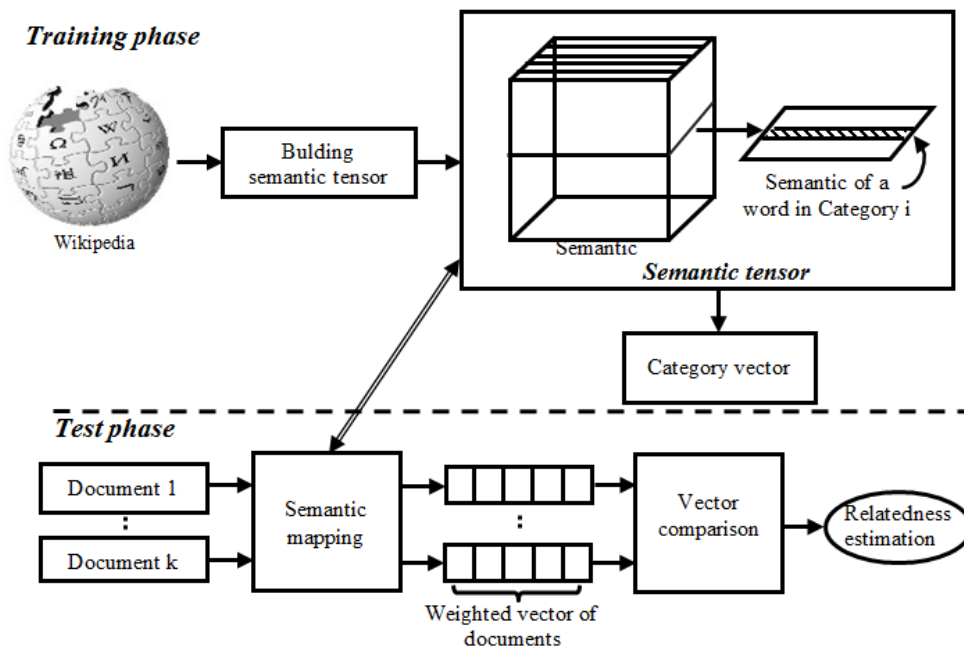 Training phase
Bulding
semantic tensor
Wikipedia
Semantic of a
word in Category i
Semantic
Semantic tensor
Category vector
Test phase
Document 1
:
Document k
Semantic
mapping
:
Weighted vector of
documents
Vector
comparison
Relatedness
estimation